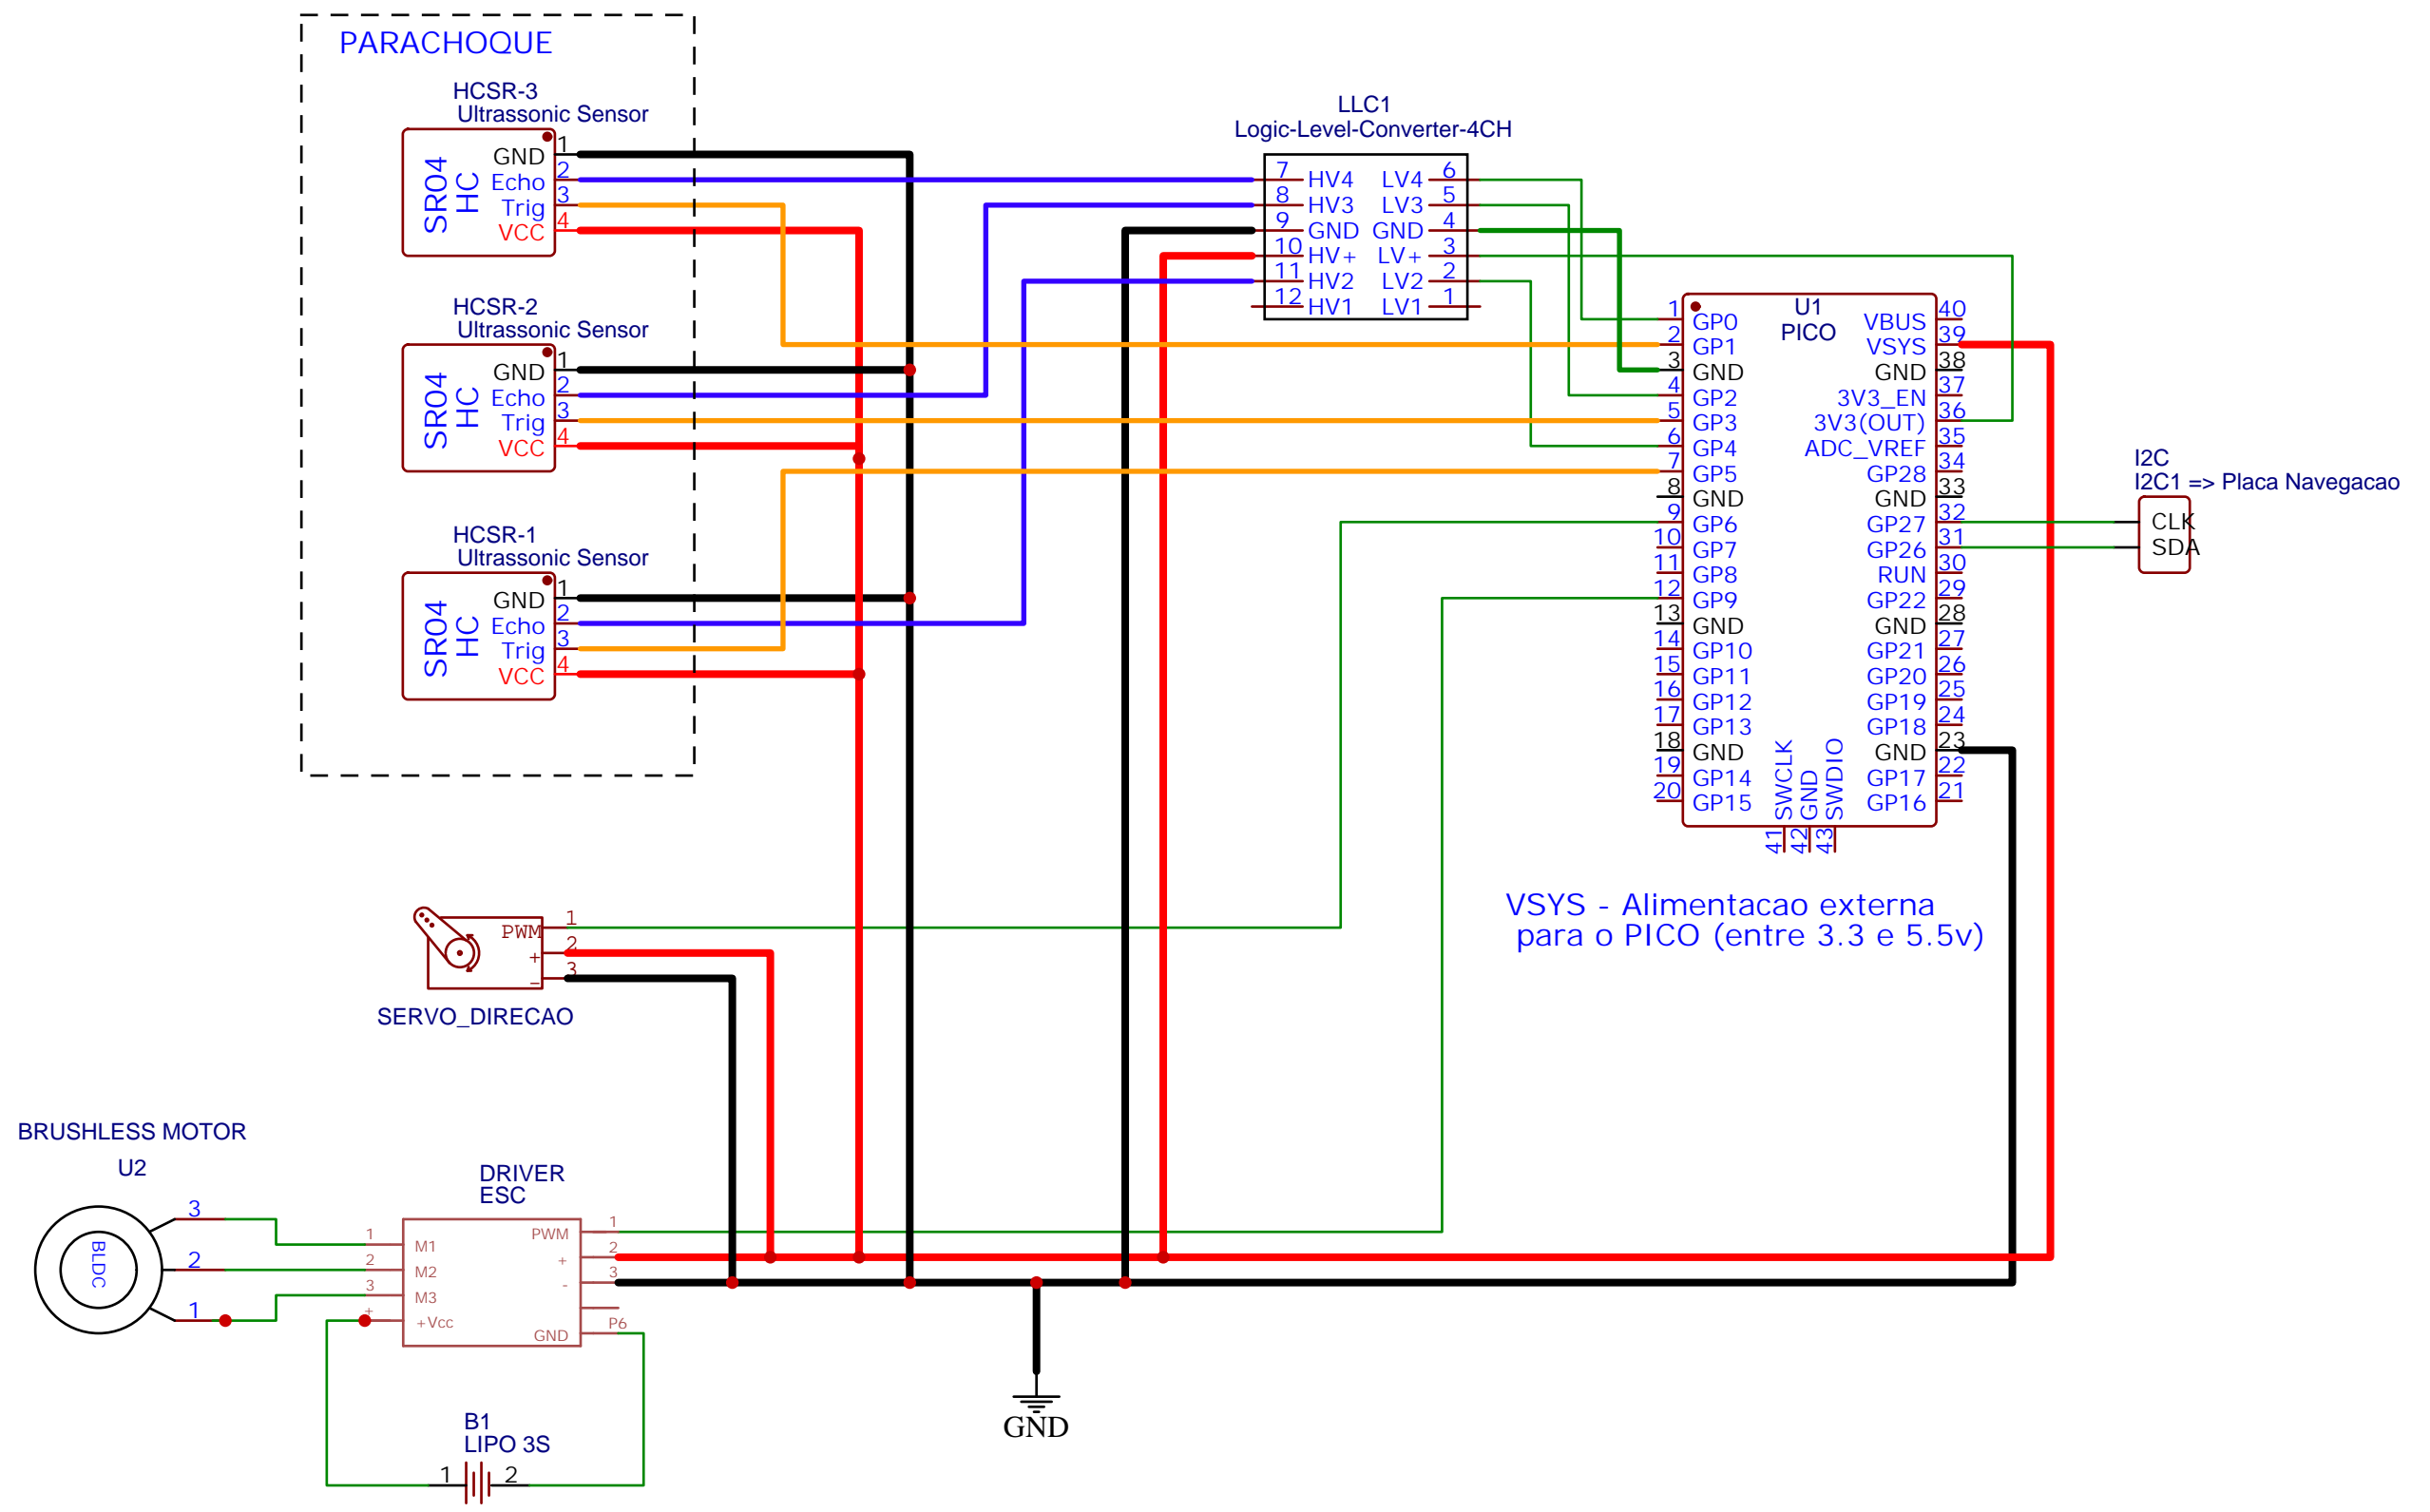 PARACHOQUE
HCSR-3
Ultrassonic Sensor
SR04
HC
GND 1
Echo 2
Trig 3
VCC 4
HCSR-2
Ultrassonic Sensor
SR04
HC
GND 1
Echo 2
Trig 3
VCC 4
HCSR-1
Ultrassonic Sensor
SR04
HC
GND 1
Echo 2
Trig 3
VCC 4
LLC1
Logic-Level-Converter-4CH
7 HV4 LV4 6
8 HV3 LV3 5
9 GND GND 4
10 HV+ LV+ 3
11 HV2 LV2 2
12 HV1 LV1 1
U1
PICO
1 GP0 VBUS 40
2 GP1 VSYS 39
3 GND GND 38
4 GP2 3V3_EN 37
5 GP3 3V3(OUT) 36
6 GP4 ADC_VREF 35
7 GP5 GP28 34
8 GND GND 33
9 GP6 GP27 32
10 GP7 GP26 31
11 GP8 RUN 30
12 GP9 GP22 29
13 GND GND 28
14 GP10 GP21 27
15 GP11 GP20 26
16 GP12 GP19 25
17 GP13 GP18 24
18 GND GND 23
19 GP14 GP17 22
20 GP15 GP16 21
SWCLK GND SWDIO
41 42 43
I2C
I2C1 => Placa Navegacao
CLK
SDA
VSYS - Alimentacao externa
para o PICO (entre 3.3 e 5.5v)
PWM 1
+ 2
- 3
SERVO_DIRECAO
BRUSHLESS MOTOR
U2
BLDC
3
2
1
DRIVER
ESC
1 M1 PWM 1
2 M2 + 2
3 M3 - 3
+ +Vcc
GND P6
B1
LIPO 3S
1 2
GND